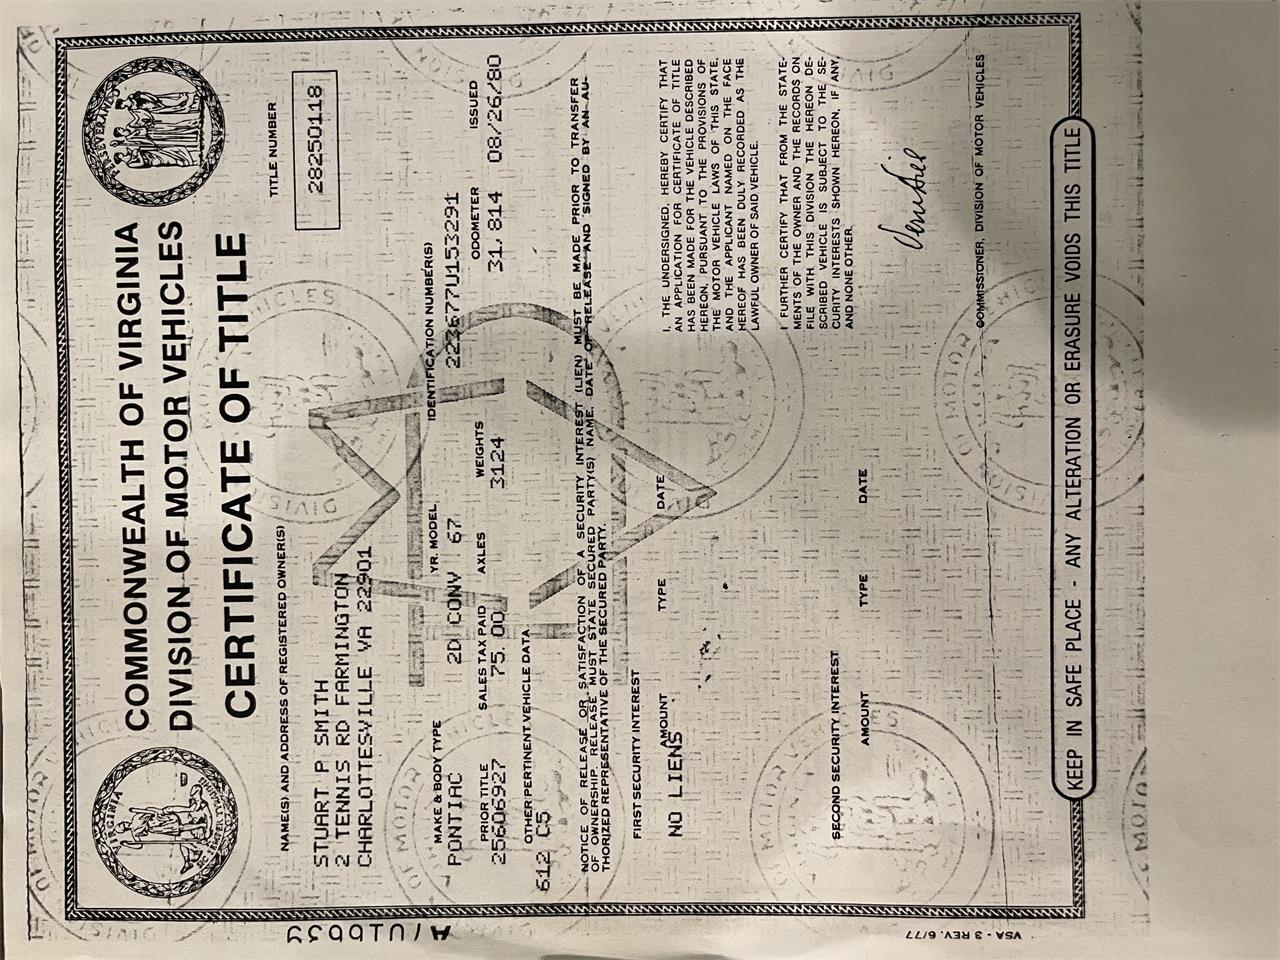 COMMONWEALTH OF VIRGINIA
DIVISION OF MOTOR VEHICLES
CERTIFICATE OF TITLE
TITLE NUMBER
28250118
NAME(S) AND ADDRESS OF REGISTERED OWNER(S)
STUART P SMITH
2 TENNIS RD FARMINGTON
CHARLOTTESVILLE VA 22901
MAKE & BODY TYPE YR. MODEL IDENTIFICATION NUMBER(S)
PONTIAC 2D CONV 67 223677U153291
PRIOR TITLE SALES TAX PAID AXLES WEIGHTS ODOMETER ISSUED
25606927 75.00 3124 31,814 08/26/80
OTHER PERTINENT VEHICLE DATA
612 C5
NOTICE OF RELEASE OR SATISFACTION OF A SECURITY INTEREST (LIEN) MUST BE MADE PRIOR TO TRANSFER
OF OWNERSHIP. RELEASE MUST STATE SECURED PARTY(S) NAME, DATE OF RELEASE AND SIGNED BY AN AU-
THORIZED REPRESENTATIVE OF THE SECURED PARTY.
FIRST SECURITY INTEREST
AMOUNT TYPE DATE
NO LIENS
SECOND SECURITY INTEREST
AMOUNT TYPE DATE
I, THE UNDERSIGNED, HEREBY CERTIFY THAT
AN APPLICATION FOR CERTIFICATE OF TITLE
HAS BEEN MADE FOR THE VEHICLE DESCRIBED
HEREON, PURSUANT TO THE PROVISIONS OF
THE MOTOR VEHICLE LAWS OF THIS STATE,
AND THE APPLICANT NAMED ON THE FACE
HEREOF HAS BEEN DULY RECORDED AS THE
LAWFUL OWNER OF SAID VEHICLE.
I FURTHER CERTIFY THAT FROM THE STATE-
MENTS OF THE OWNER AND THE RECORDS ON
FILE WITH THIS DIVISION THE HEREON DE-
SCRIBED VEHICLE IS SUBJECT TO THE SE-
CURITY INTERESTS SHOWN HEREON, IF ANY,
AND NONE OTHER.
COMMISSIONER, DIVISION OF MOTOR VEHICLES
KEEP IN SAFE PLACE - ANY ALTERATION OR ERASURE VOIDS THIS TITLE
VSA - 3 REV. 6/77